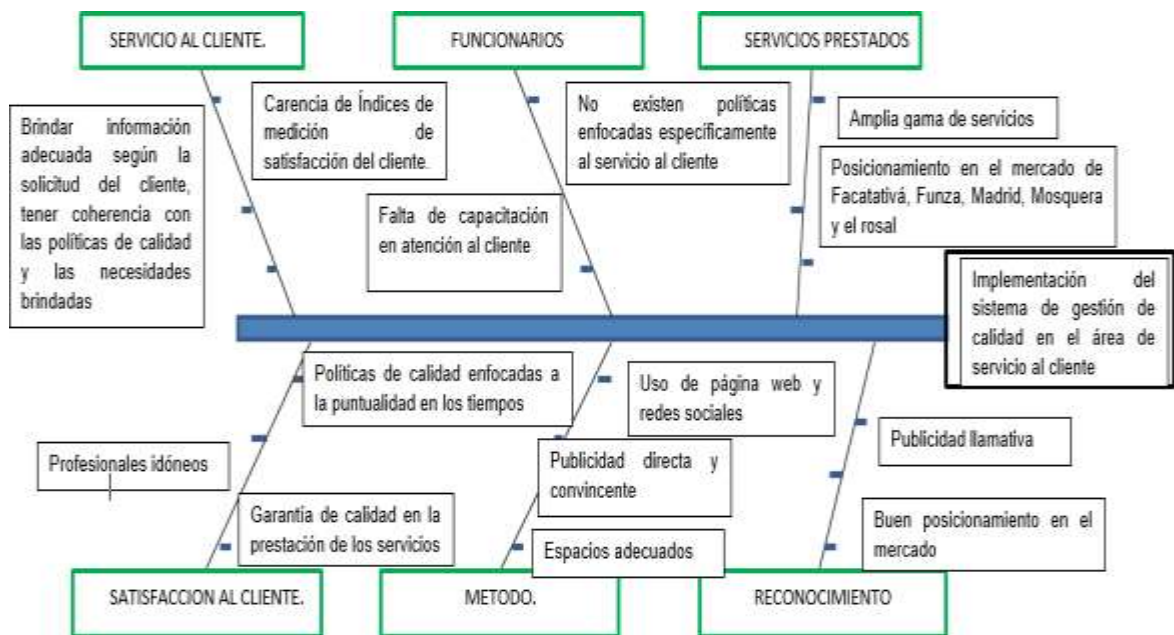 SERVICIO AL CLIENTE.
FUNCIONARIOS
SERVICIOS PRESTADOS
Brindar información
adecuada según la
solicitud del cliente,
tener coherencia con
las políticas de calidad
y las necesidades
brindadas
Carencia de Índices de
medición de
satisfacción del cliente.
Falta de capacitación
en atención al cliente
No existen políticas
enfocadas específicamente
al servicio al cliente
Amplia gama de servicios
Posicionamiento en el mercado de
Facatativá, Funza, Madrid, Mosquera
y el rosal
Implementación del
sistema de gestión de
calidad en el área de
servicio al cliente
Políticas de calidad enfocadas a
la puntualidad en los tiempos
Profesionales idóneos
Garantía de calidad en la
prestación de los servicios
Uso de página web y
redes sociales
Publicidad directa y
convincente
Espacios adecuados
Publicidad llamativa
Buen posicionamiento en el
mercado
SATISFACCION AL CLIENTE.
METODO.
RECONOCIMIENTO